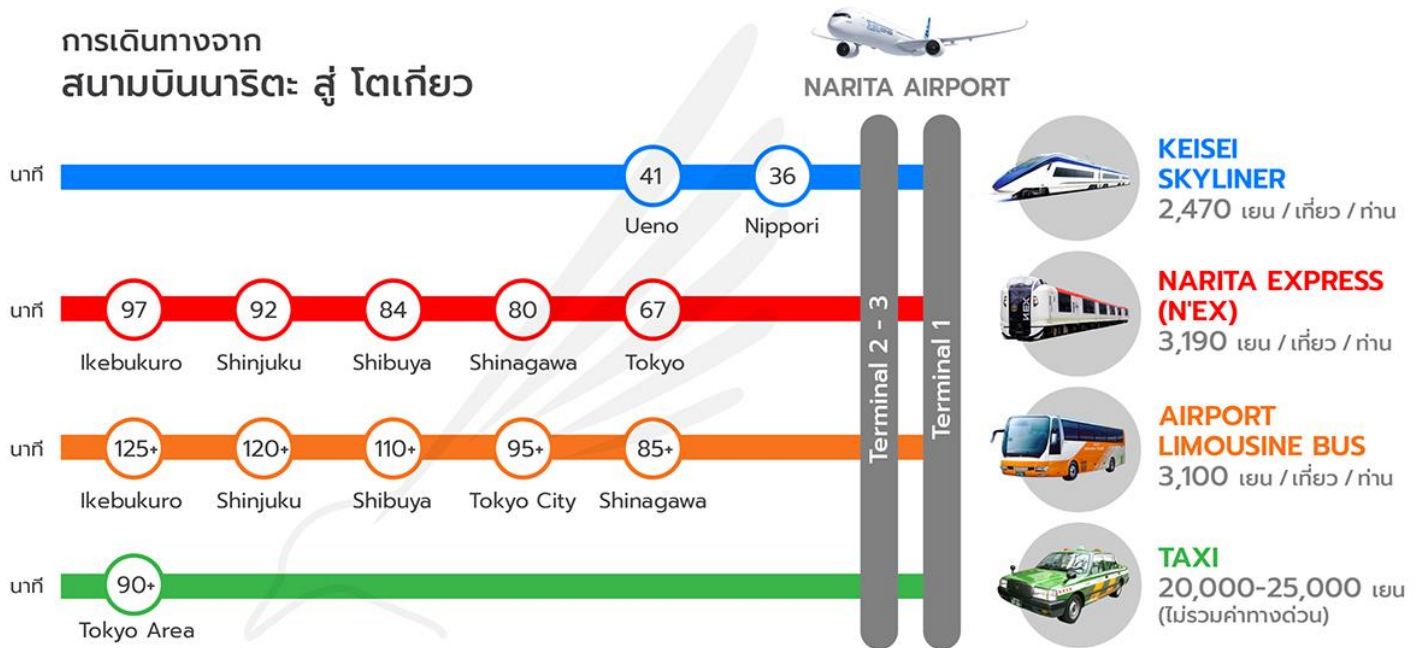 การเดินทางจาก
สนามบินนาริตะ สู่ โตเกียว
NARITA AIRPORT
Terminal 2 - 3
Terminal 1
นาที
41
36
Ueno
Nippori
KEISEI
SKYLINER
2,470 เยน / เที่ยว / ท่าน
นาที
97
92
84
80
67
Ikebukuro
Shinjuku
Shibuya
Shinagawa
Tokyo
N'EX
NARITA EXPRESS
(N'EX)
3,190 เยน / เที่ยว / ท่าน
นาที
125+
120+
110+
95+
85+
Ikebukuro
Shinjuku
Shibuya
Tokyo City
Shinagawa
AIRPORT
LIMOUSINE BUS
3,100 เยน / เที่ยว / ท่าน
นาที
90+
Tokyo Area
TAXI
20,000-25,000 เยน
(ไม่รวมค่าทางด่วน)